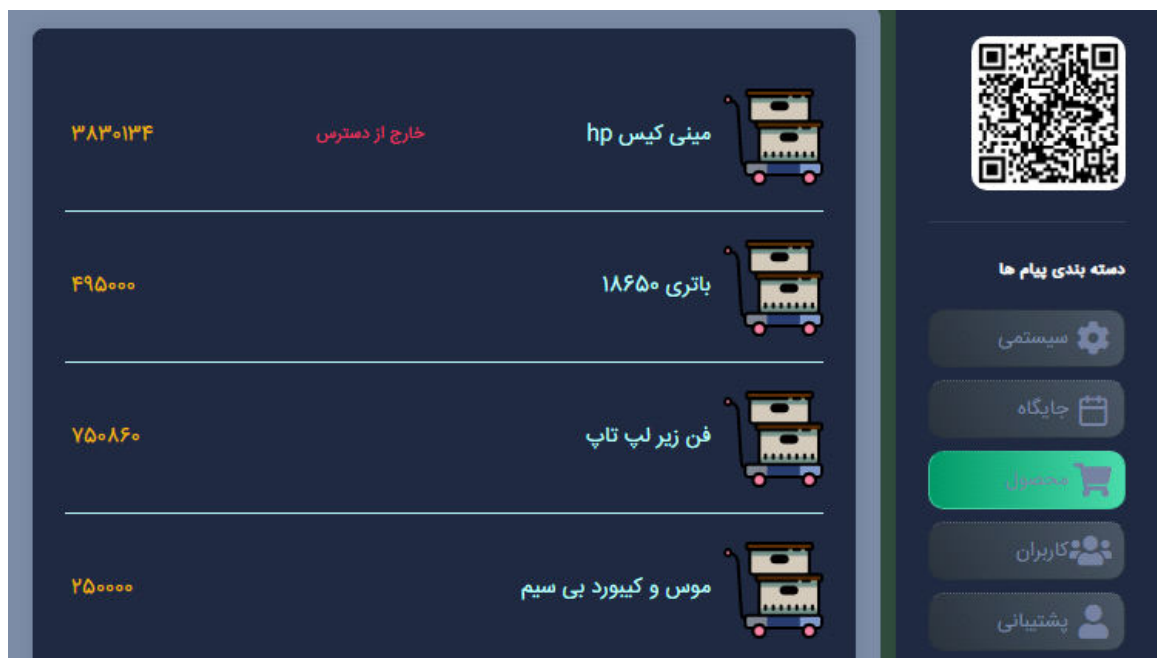 مینی کیس hp
خارج از دسترس
۳۸۳۰۱۳۴
باتری ۱۸۶۵۰
۴۹۵۰۰۰
فن زیر لپ تاپ
۷۵۰۸۶۰
موس و کیبورد بی سیم
۲۵۰۰۰۰
دسته بندی پیام ها
سیستمی
جایگاه
محصول
کاربران
پشتیبانی